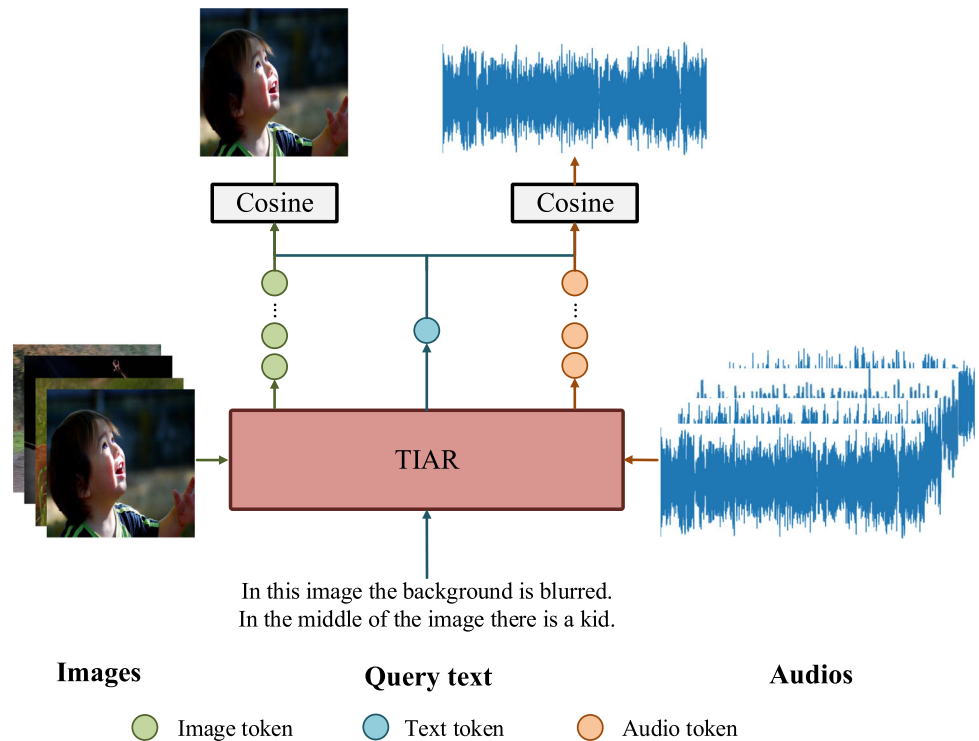 Cosine
Cosine
TIAR
In this image the background is blurred.
In the middle of the image there is a kid.
Images
Query text
Audios
Image token
Text token
Audio token